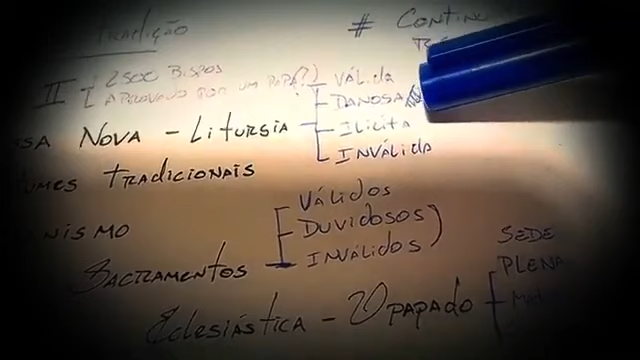 tradição
# Continu
II 2500 Bispos
Aprovado por um papa(?)
Válida
Danosa
Ilícita
Inválida
Nova - Liturgia
tradicionais
Válidos
Duvidosos
Inválidos
nismo
Sacramentos
Eclesiástica - O papado
Sede
Plena